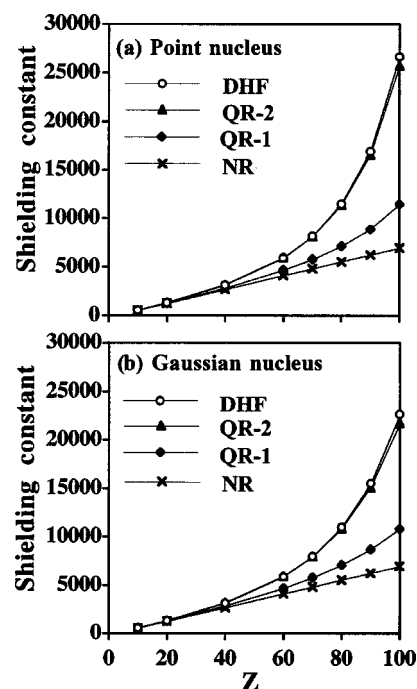 30000
(a) Point nucleus
25000
DHF
20000
QR-2
15000
QR-1
NR
10000
5000
0
Shielding constant
30000
(b) Gaussian nucleus
25000
DHF
20000
QR-2
15000
QR-1
NR
10000
5000
0
Shielding constant
0 20 40 60 80 100
Z